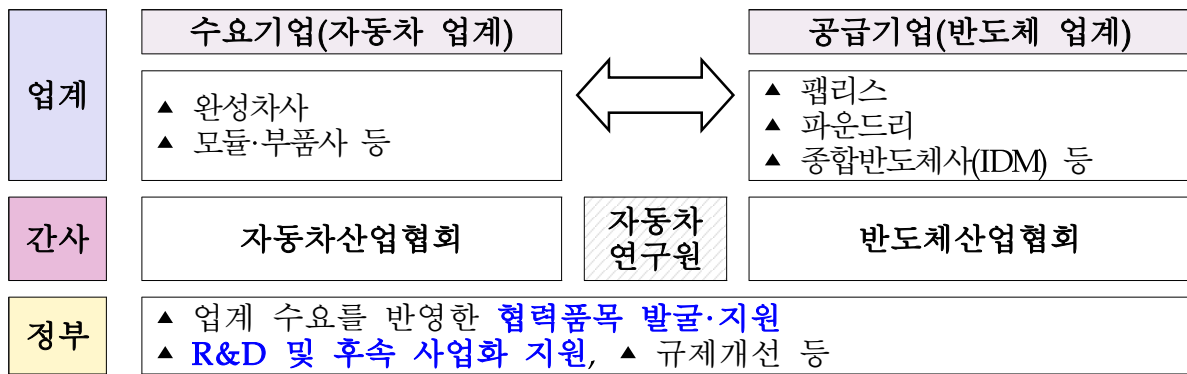 업계
수요기업(자동차 업계)
▲ 완성차사
▲ 모듈·부품사 등
공급기업(반도체 업계)
▲ 팹리스
▲ 파운드리
▲ 종합반도체사(IDM) 등
간사
자동차산업협회
자동차
연구원
반도체산업협회
정부
▲ 업계 수요를 반영한 협력품목 발굴·지원
▲ R&D 및 후속 사업화 지원, ▲ 규제개선 등